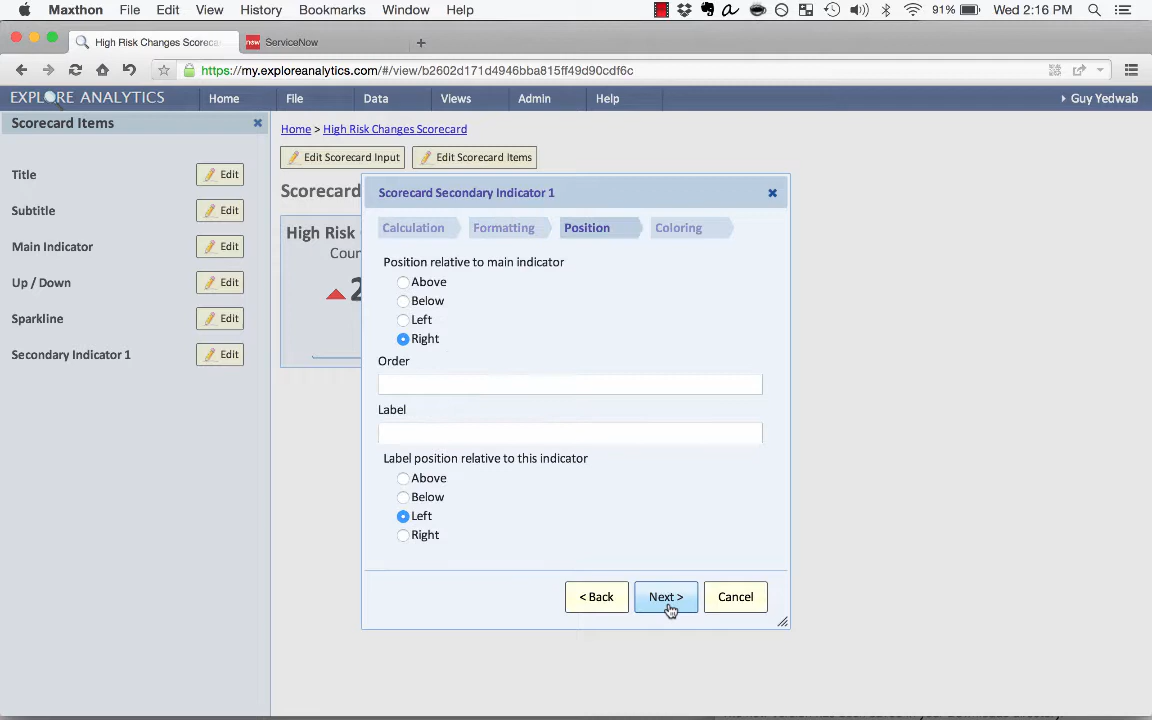 Maxthon File Edit View History Bookmarks Window Help 91% Wed 2:16 PM
High Risk Changes Scoreca
now ServiceNow
https://my.exploreanalytics.com/#/view/b2602d171d4946bba815ff49d90cdf6c
EXPLORE ANALYTICS Home File Data Views Admin Help Guy Yedwab
Scorecard Items
Home > High Risk Changes Scorecard
Edit Scorecard Input Edit Scorecard Items
Title Edit
Subtitle Edit
Main Indicator Edit
Up / Down Edit
Sparkline Edit
Secondary Indicator 1 Edit
Scorecard
High Risk
Coun
2
Scorecard Secondary Indicator 1
Calculation Formatting Position Coloring
Position relative to main indicator
Above
Below
Left
Right
Order
Label
Label position relative to this indicator
Above
Below
Left
Right
< Back Next > Cancel